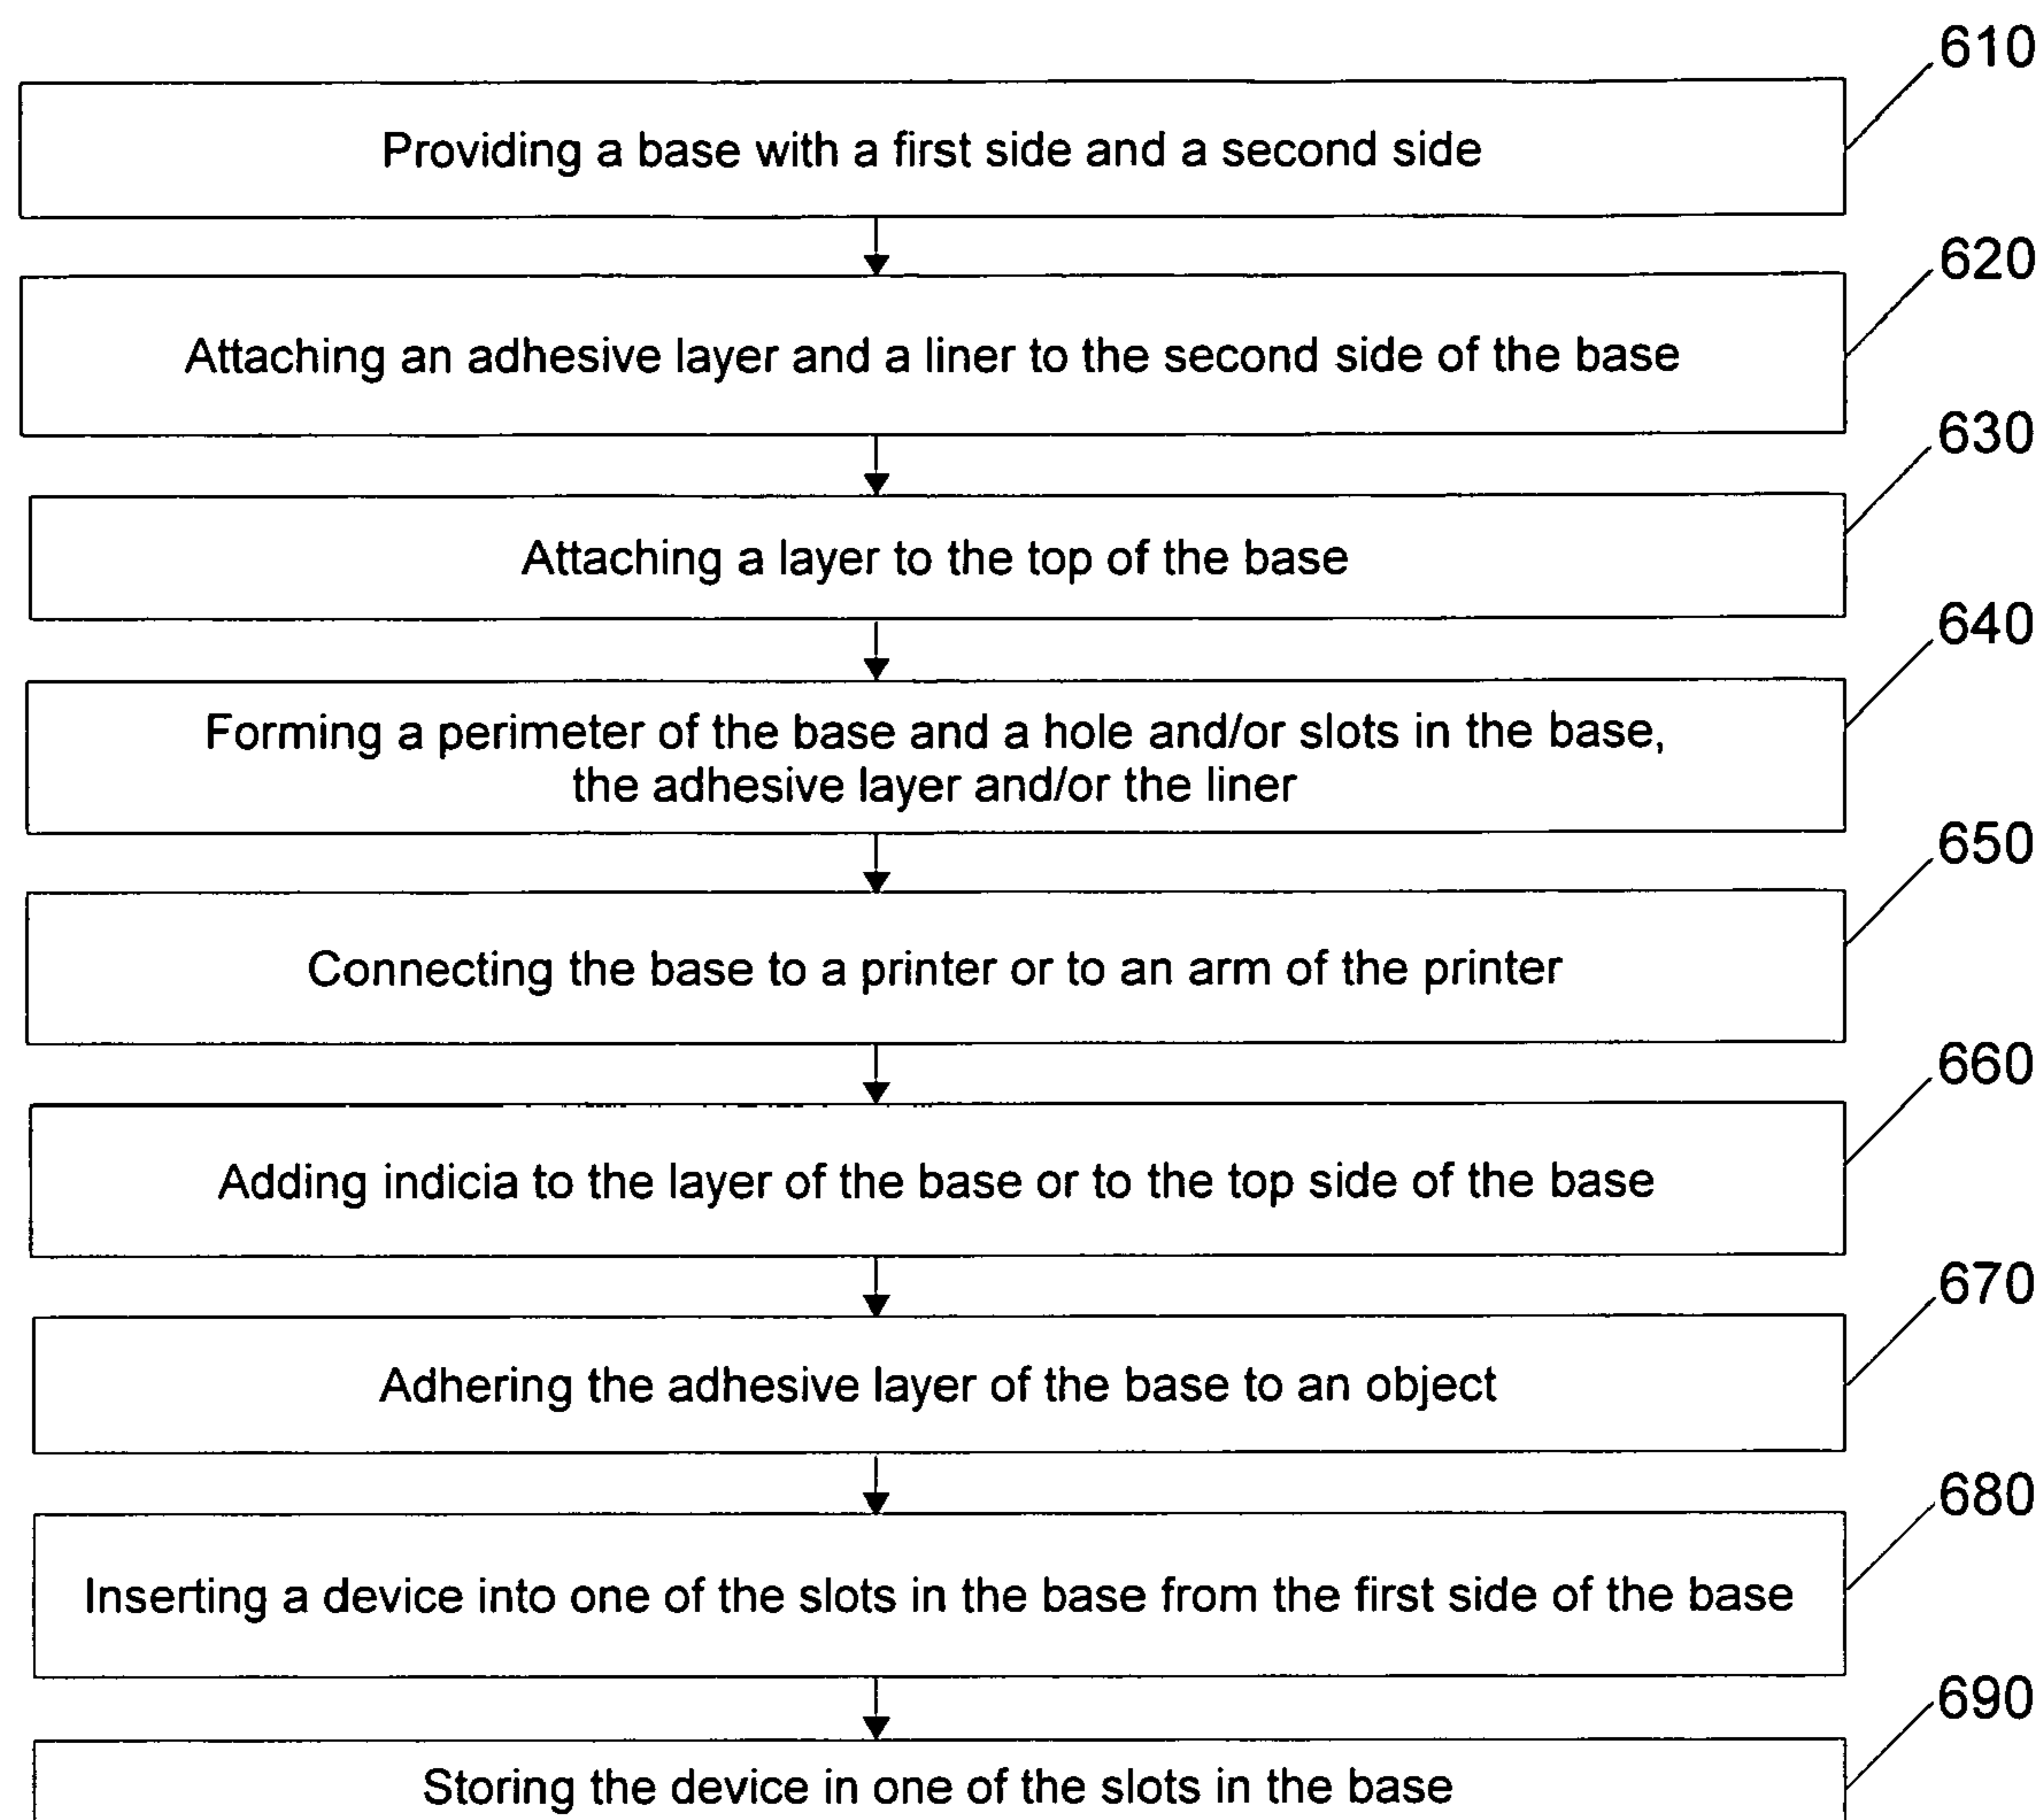 610
Providing a base with a first side and a second side
620
Attaching an adhesive layer and a liner to the second side of the base
630
Attaching a layer to the top of the base
640
Forming a perimeter of the base and a hole and/or slots in the base,
the adhesive layer and/or the liner
650
Connecting the base to a printer or to an arm of the printer
660
Adding indicia to the layer of the base or to the top side of the base
670
Adhering the adhesive layer of the base to an object
680
Inserting a device into one of the slots in the base from the first side of the base
690
Storing the device in one of the slots in the base